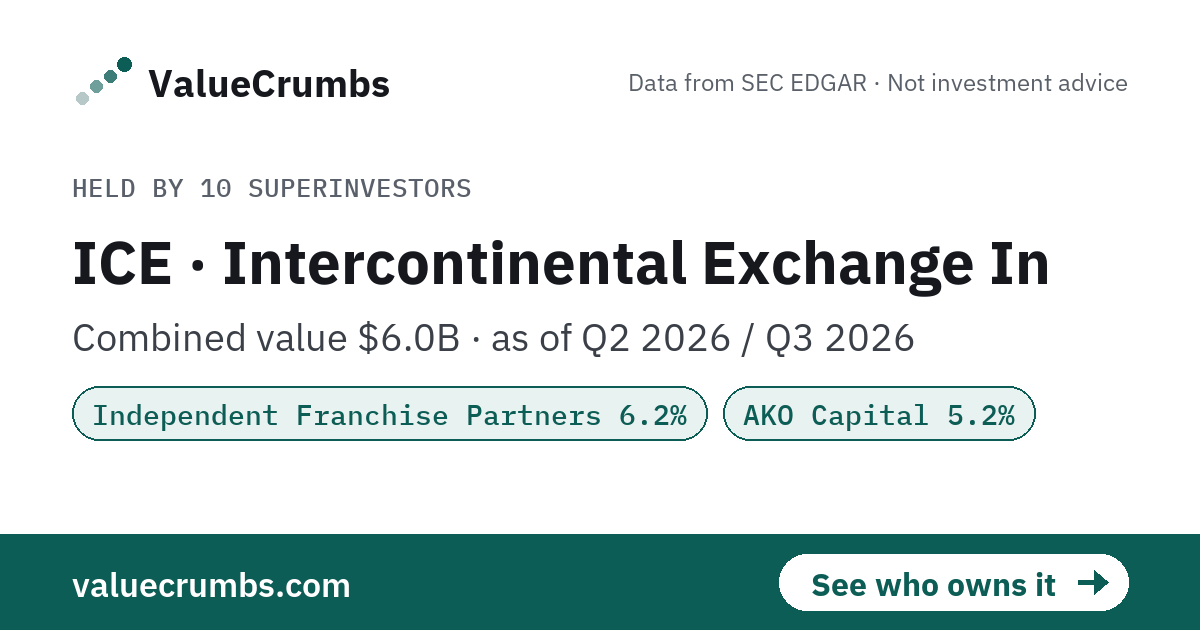 ValueCrumbs
Data from SEC EDGAR · Not investment advice
HELD BY 10 SUPERINVESTORS
ICE · Intercontinental Exchange In
Combined value $6.0B · as of Q2 2026 / Q3 2026
Independent Franchise Partners 6.2%
AKO Capital 5.2%
valuecrumbs.com
See who owns it →